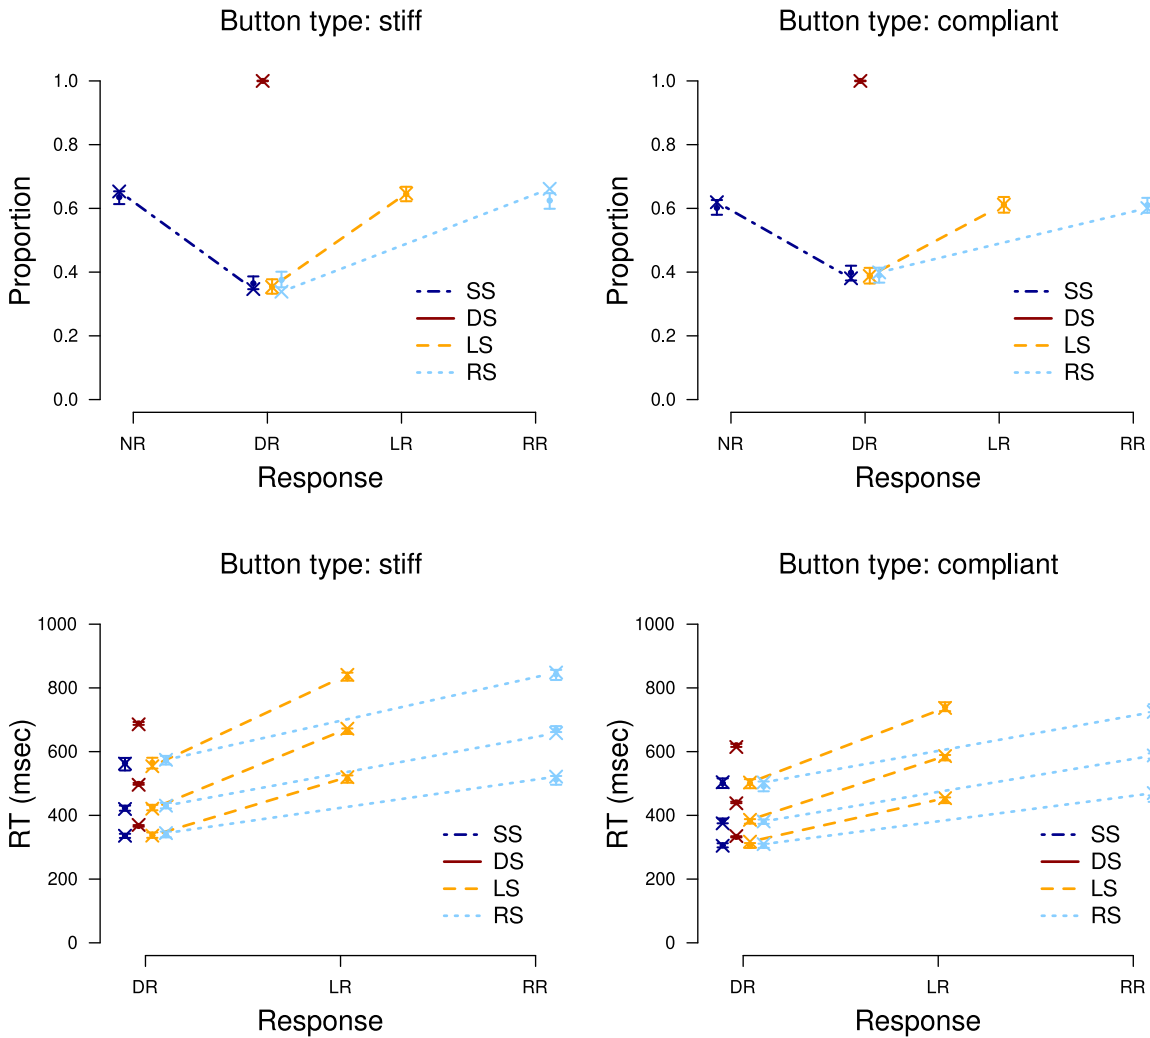 Button type: stiff
Proportion
1.0
0.8
0.6
0.4
0.2
0.0
SS
DS
LS
RS
NR DR LR RR
Response
Button type: compliant
Proportion
1.0
0.8
0.6
0.4
0.2
0.0
SS
DS
LS
RS
NR DR LR RR
Response
Button type: stiff
RT (msec)
1000
800
600
400
200
0
SS
DS
LS
RS
DR LR RR
Response
Button type: compliant
RT (msec)
1000
800
600
400
200
0
SS
DS
LS
RS
DR LR RR
Response